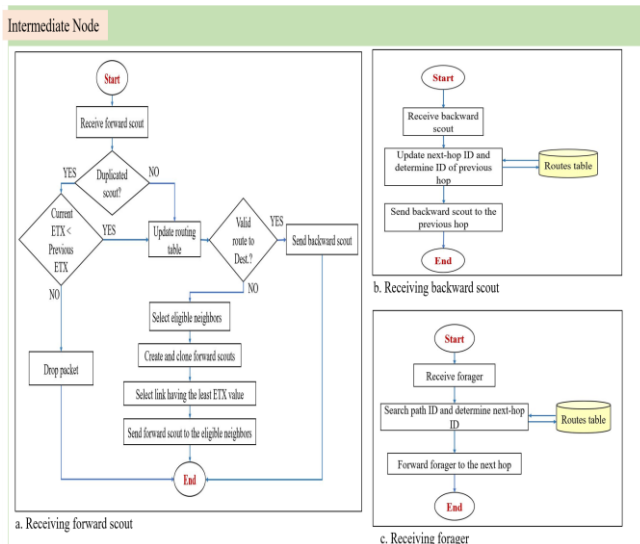 Intermediate Node
Start
Receive forward scout
Duplicated
scout?
YES
NO
Current
ETX <
Previous
ETX
YES
NO
Update routing
table
Valid
route to
Dest.?
YES
NO
Send backward scout
Select eligible neighbors
Create and clone forward scouts
Drop packet
Select link having the least ETX value
Send forward scout to the eligible neighbors
End
a. Receiving forward scout
Start
Receive backward
scout
Update next-hop ID and
determine ID of previous
hop
Routes table
Send backward scout to the
previous hop
End
b. Receiving backward scout
Start
Receive forager
Search path ID and determine next-hop
ID
Routes table
Forward forager to the next hop
End
c. Receiving forager